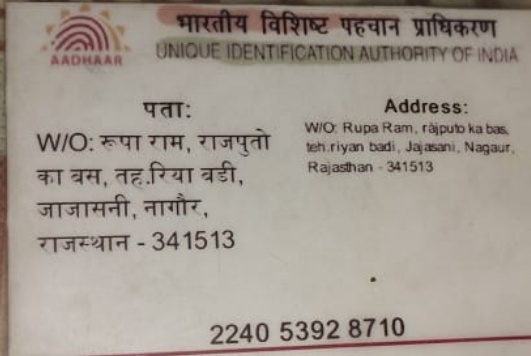 भारतीय विशिष्ट पहचान प्राधिकरण
UNIQUE IDENTIFICATION AUTHORITY OF INDIA
AADHAAR
पता:
W/O: रूपा राम, राजपुतो
का बस, तह.रिया बडी,
जाजासनी, नागौर,
राजस्थान - 341513
Address:
W/O: Rupa Ram, rajputo ka bas,
teh.riyan badi, Jajasani, Nagaur,
Rajasthan - 341513
2240 5392 8710